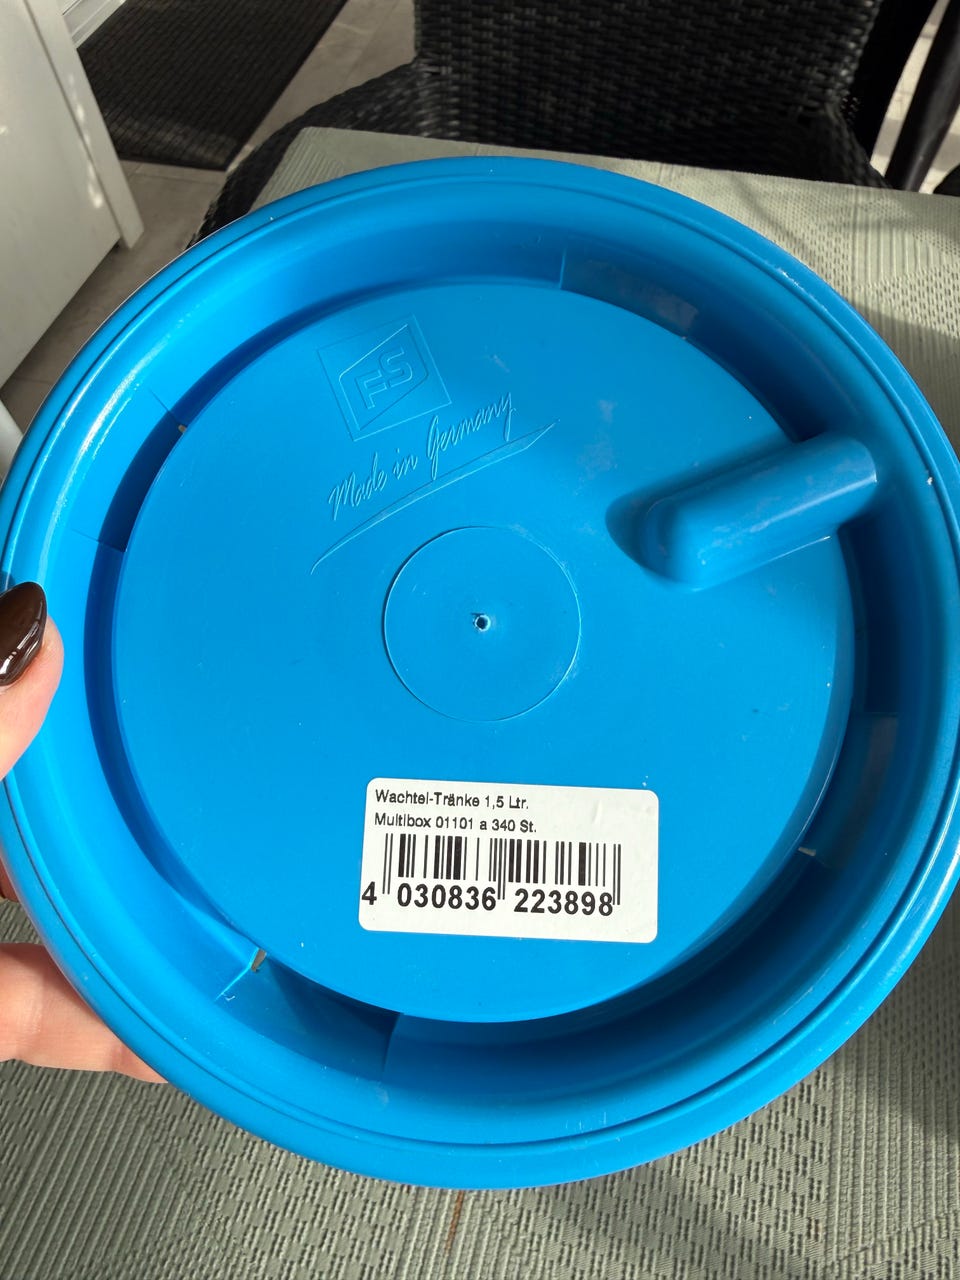 FS
Made in Germany
Wachtel-Tränke 1,5 Ltr.
Multibox 01101 a 340 St.
4 030836 223898